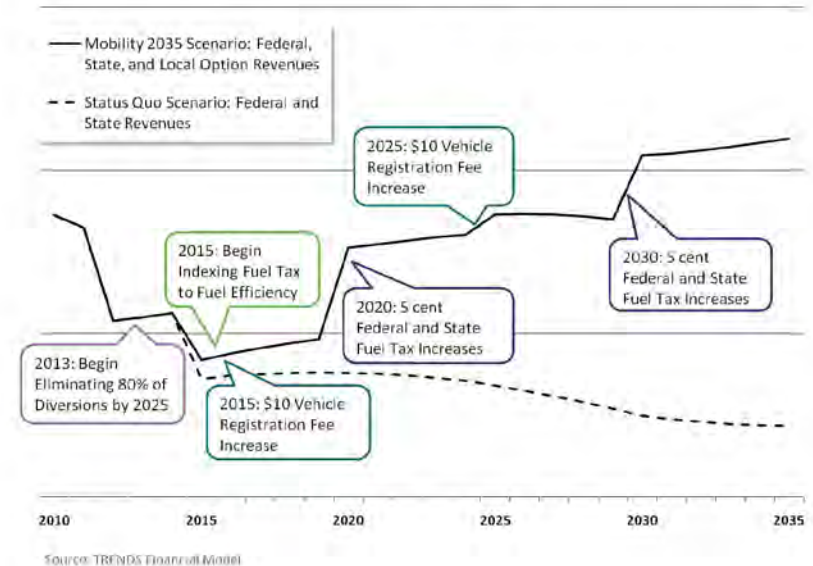 Mobility 2035 Scenario: Federal,
State, and Local Option Revenues
Status Quo Scenario: Federal and
State Revenues
2025: $10 Vehicle
Registration Fee
Increase
2015: Begin
Indexing Fuel Tax
to Fuel Efficiency
2030: 5 cent
Federal and State
Fuel Tax Increases
2020: 5 cent
Federal and State
Fuel Tax Increases
2013: Begin
Eliminating 80% of
Diversions by 2025
2015: $10 Vehicle
Registration Fee
Increase
2010 2015 2020 2025 2030 2035
Source: TRENDS Financial Model